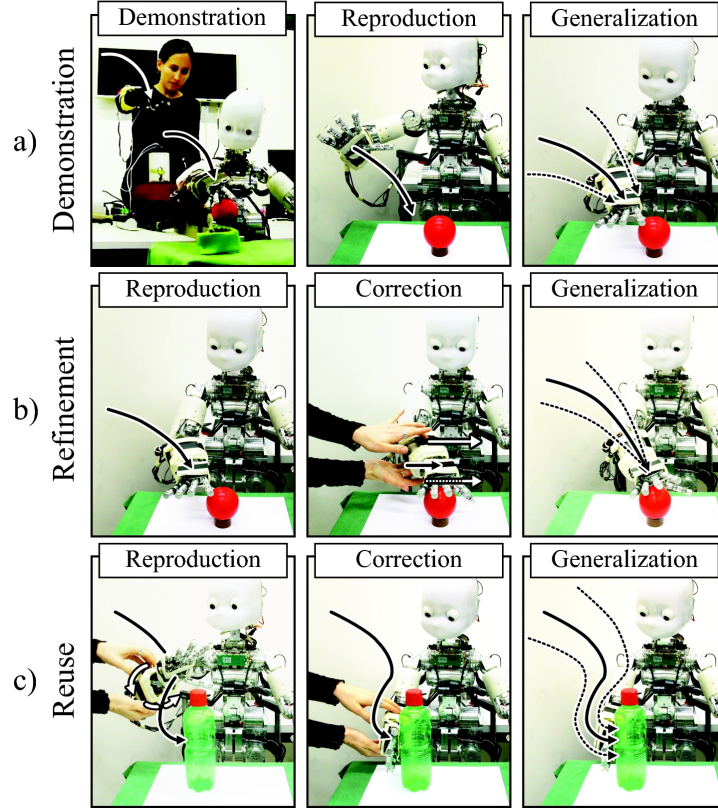 Demonstration Reproduction Generalization
a) Demonstration
Reproduction Correction Generalization
b) Refinement
Reproduction Correction Generalization
c) Reuse